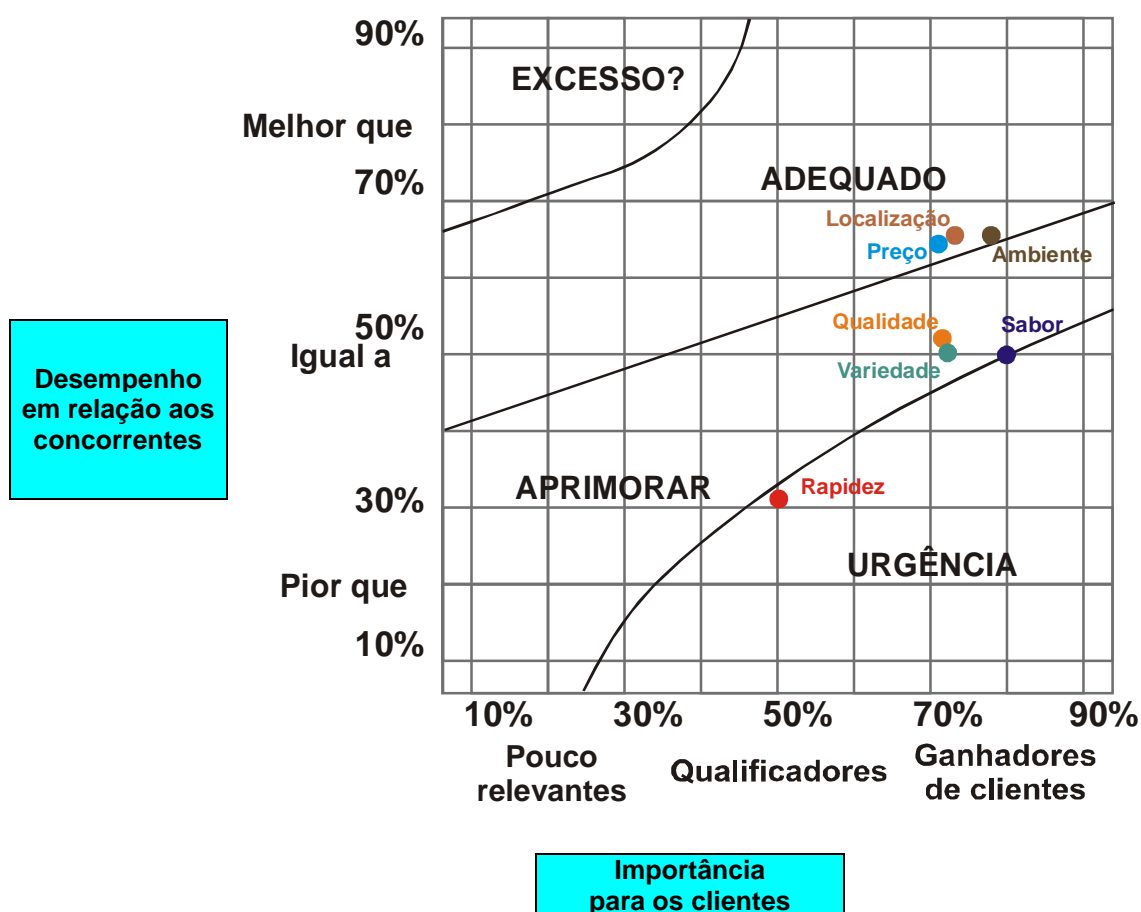 90%
EXCESSO?
Melhor que
70%
ADEQUADO
Localização
Preço
Ambiente
50%
Igual a
Qualidade
Sabor
Variedade
Desempenho
em relação aos
concorrentes
APRIMORAR
Rapidez
30%
URGÊNCIA
Pior que
10%
10% 30% 50% 70% 90%
Pouco
relevantes
Qualificadores
Ganhadores
de clientes
Importância
para os clientes